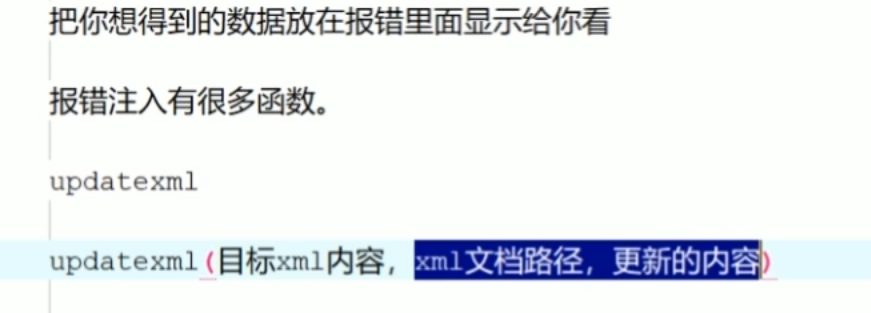 把你想得到的数据放在报错里面显示给你看
报错注入有很多函数。
updatexml
updatexml(目标xml内容，xml文档路径，更新的内容)